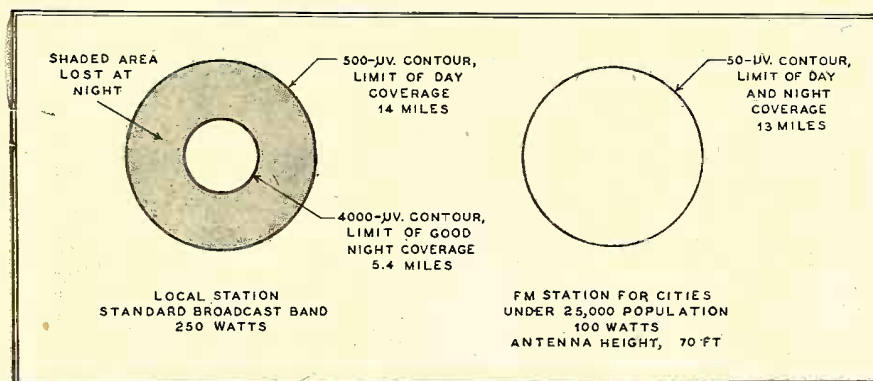 SHADED AREA
LOST AT
NIGHT
500-μV. CONTOUR,
LIMIT OF DAY
COVERAGE
14 MILES
4000-μV. CONTOUR,
LIMIT OF GOOD
NIGHT COVERAGE
5.4 MILES
LOCAL STATION
STANDARD BROADCAST BAND
250 WATTS
50-μV. CONTOUR,
LIMIT OF DAY
AND NIGHT
COVERAGE
13 MILES
FM STATION FOR CITIES
UNDER 25,000 POPULATION
100 WATTS
ANTENNA HEIGHT, 70 FT